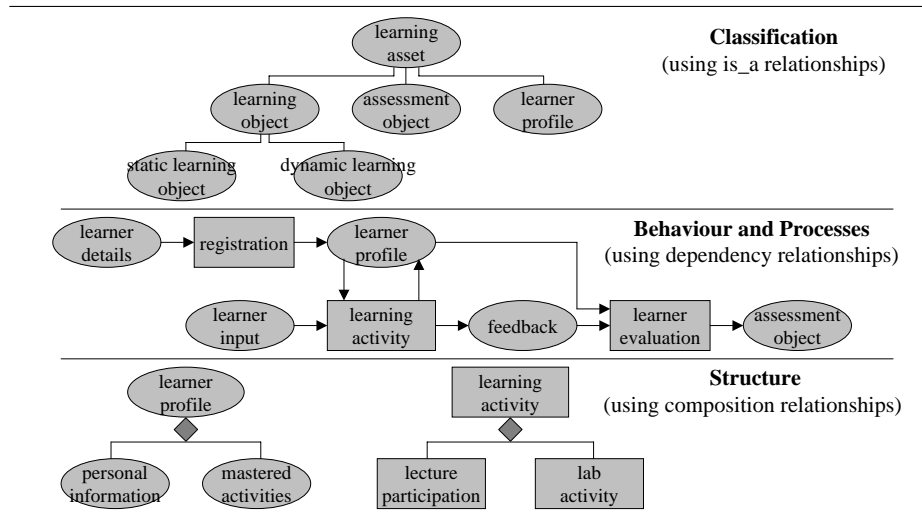 learning
asset
Classification
(using is_a relationships)
learning
object
assessment
object
learner
profile
static learning
object
dynamic learning
object
Behaviour and Processes
(using dependency relationships)
learner
details
registration
learner
profile
learner
input
learning
activity
feedback
learner
evaluation
assessment
object
Structure
(using composition relationships)
learner
profile
learning
activity
personal
information
mastered
activities
lecture
participation
lab
activity